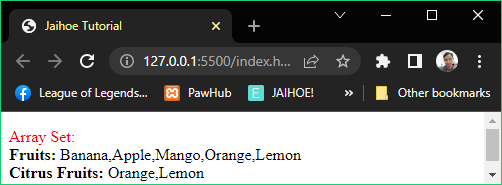 Jaihoe Tutorial
127.0.0.1:5500/index.h...
League of Legends... PawHub JAIHOE! » Other bookmarks
Array Set:
Fruits: Banana,Apple,Mango,Orange,Lemon
Citrus Fruits: Orange,Lemon